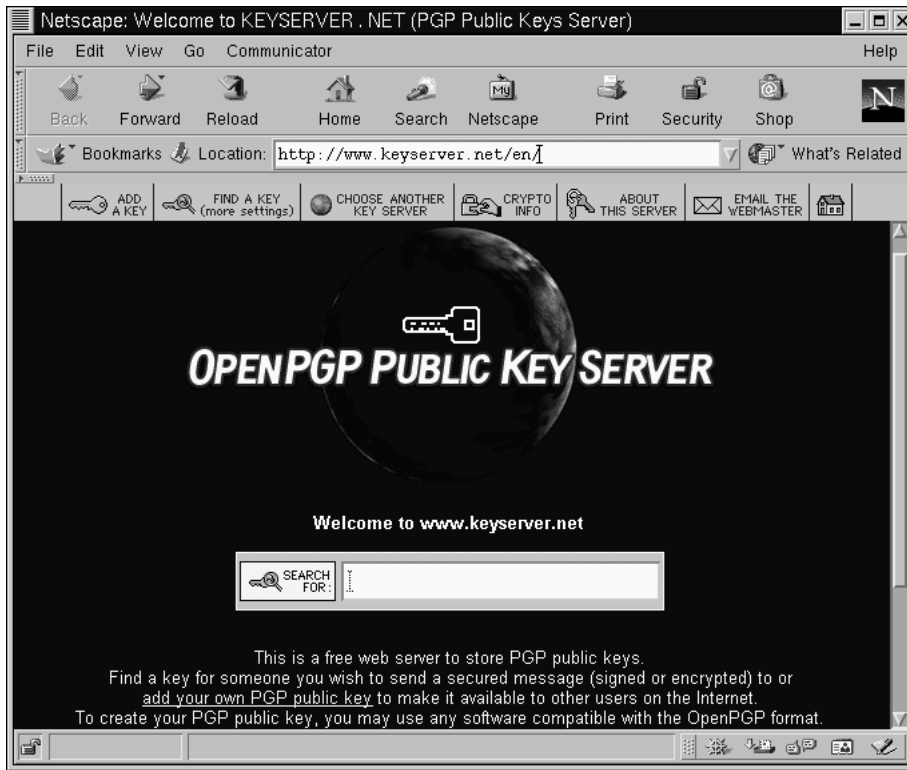 Netscape: Welcome to KEYSERVER . NET (PGP Public Keys Server)
File Edit View Go Communicator Help
My N
Back Forward Reload Home Search Netscape Print Security Shop
Bookmarks Location: http://www.keyserver.net/en/ What's Related
ADD A KEY
FIND A KEY (more settings)
CHOOSE ANOTHER KEY SERVER
CRYPTO INFO
ABOUT THIS SERVER
EMAIL THE WEBMASTER
OPENPGP PUBLIC KEY SERVER
Welcome to www.keyserver.net
SEARCH FOR:
This is a free web server to store PGP public keys.
Find a key for someone you wish to send a secured message (signed or encrypted) to or
add your own PGP public key to make it available to other users on the Internet.
To create your PGP public key, you may use any software compatible with the OpenPGP format.